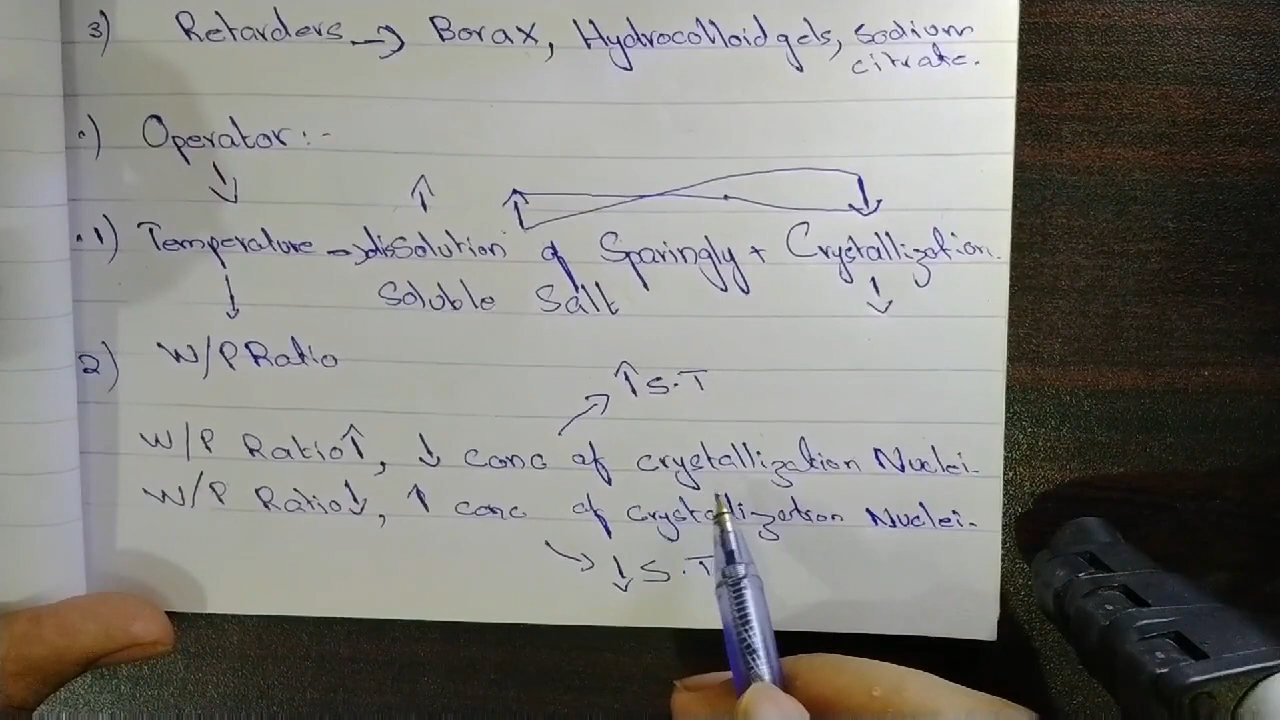 3) Retarders → Borax, Hydrocolloid gels, Sodium
citrate.
•) Operator:-
↓ ↑ ↑ ↓
•1) Temperature → dissolution of Sparingly + Crystallization.
↓ Soluble Salt ↓
2) W/P Ratio
↑ S.T
W/P Ratio↑, ↓ conc of crystallization Nuclei.
W/P Ratio↓, ↑ conc of crystallization Nuclei.
↓ S.T